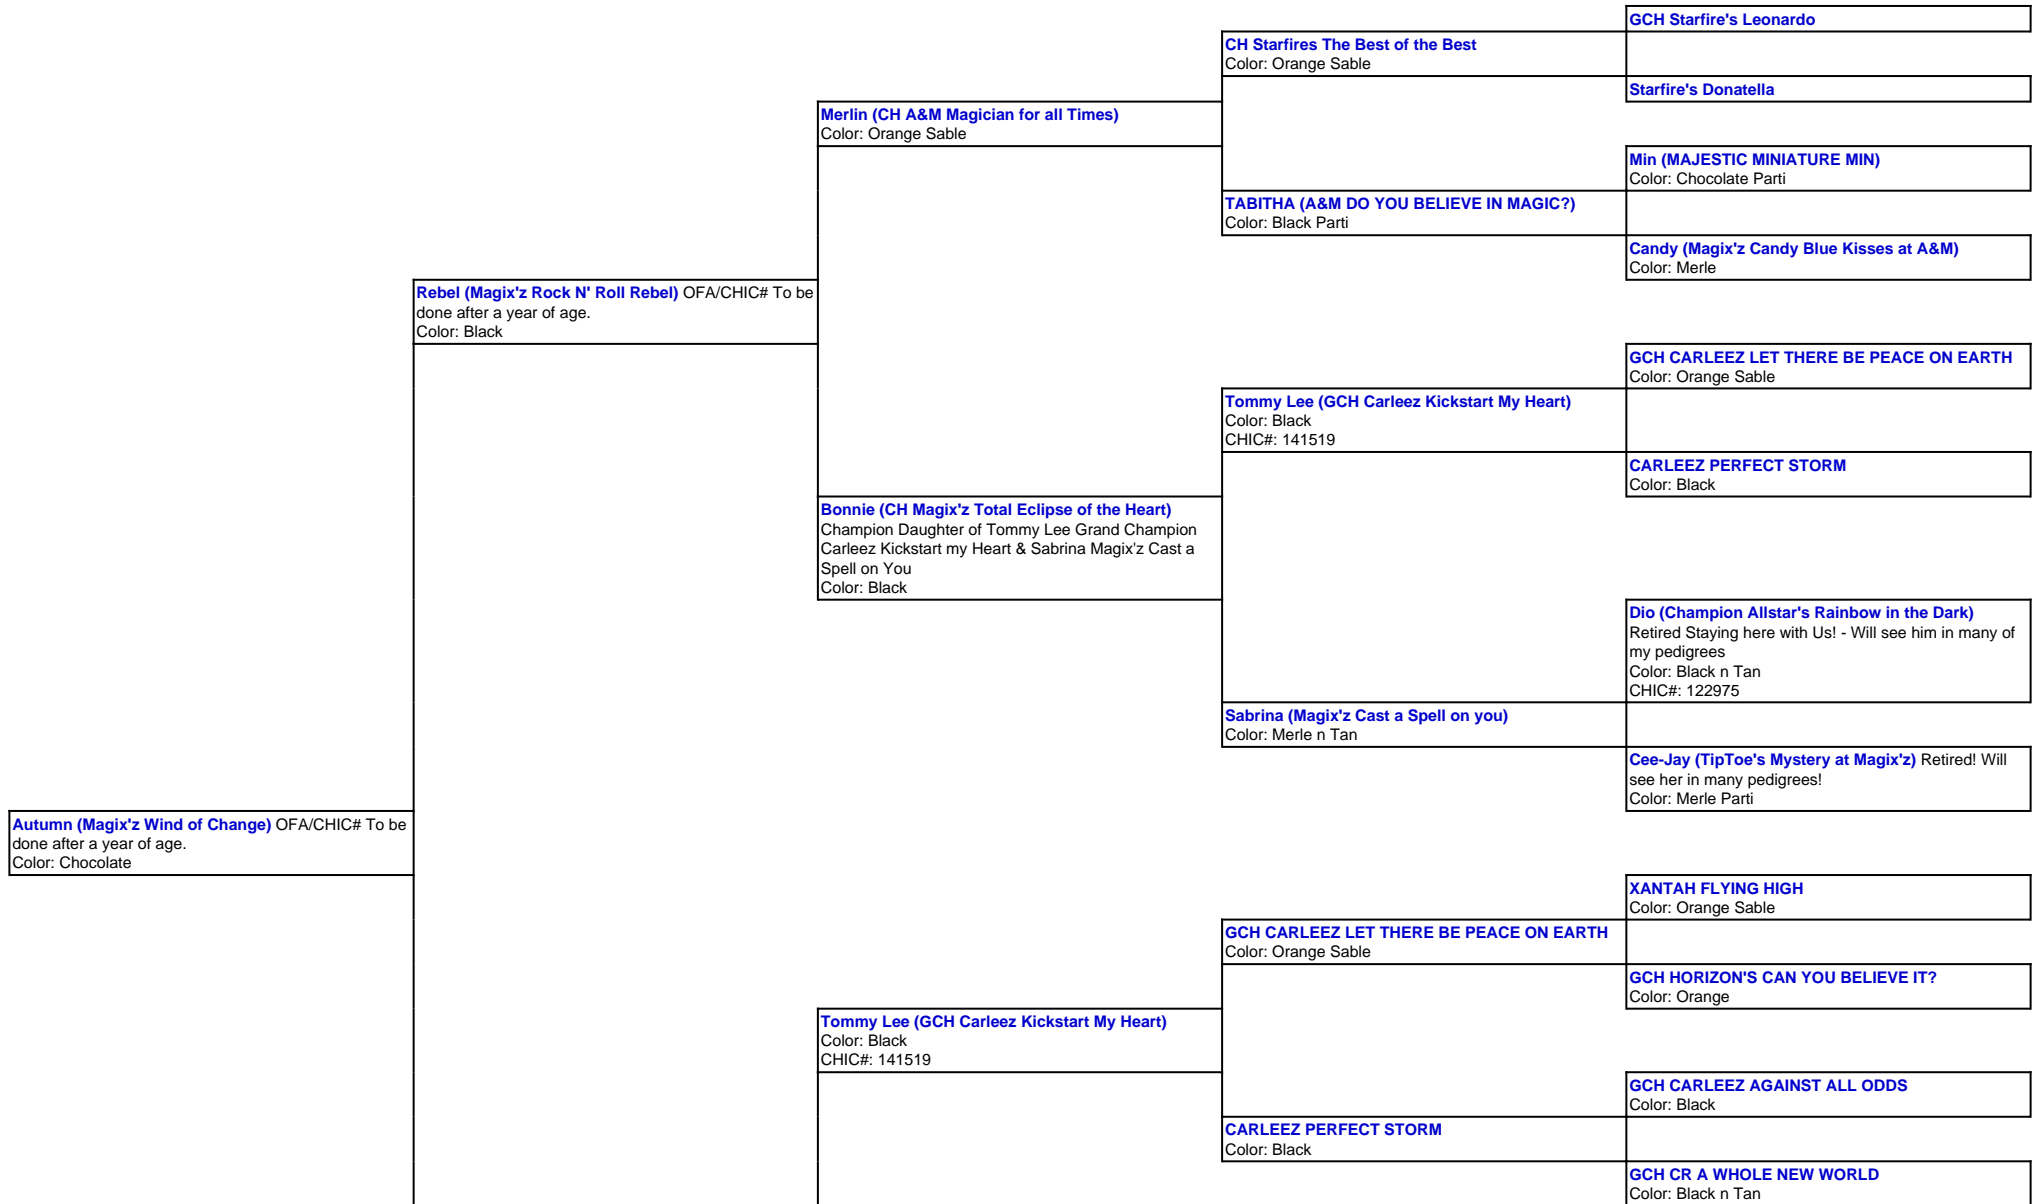 GCH Starfire's Leonardo
CH Starfires The Best of the Best
Color: Orange Sable
Starfire's Donatella
Merlin (CH A&M Magician for all Times)
Color: Orange Sable
Min (MAJESTIC MINIATURE MIN)
Color: Chocolate Parti
TABITHA (A&M DO YOU BELIEVE IN MAGIC?)
Color: Black Parti
Candy (Magix'z Candy Blue Kisses at A&M)
Color: Merle
Rebel (Magix'z Rock N' Roll Rebel) OFA/CHIC# To be
done after a year of age.
Color: Black
GCH CARLEEZ LET THERE BE PEACE ON EARTH
Color: Orange Sable
Tommy Lee (GCH Carleez Kickstart My Heart)
Color: Black
CHIC#: 141519
CARLEEZ PERFECT STORM
Color: Black
Bonnie (CH Magix'z Total Eclipse of the Heart)
Champion Daughter of Tommy Lee Grand Champion
Carleez Kickstart my Heart & Sabrina Magix'z Cast a
Spell on You
Color: Black
Dio (Champion Allstar's Rainbow in the Dark)
Retired Staying here with Us! - Will see him in many of
my pedigrees
Color: Black n Tan
CHIC#: 122975
Sabrina (Magix'z Cast a Spell on you)
Color: Merle n Tan
Cee-Jay (TipToe's Mystery at Magix'z) Retired! Will
see her in many pedigrees!
Color: Merle Parti
Autumn (Magix'z Wind of Change) OFA/CHIC# To be
done after a year of age.
Color: Chocolate
XANTAH FLYING HIGH
Color: Orange Sable
GCH CARLEEZ LET THERE BE PEACE ON EARTH
Color: Orange Sable
GCH HORIZON'S CAN YOU BELIEVE IT?
Color: Orange
Tommy Lee (GCH Carleez Kickstart My Heart)
Color: Black
CHIC#: 141519
GCH CARLEEZ AGAINST ALL ODDS
Color: Black
CARLEEZ PERFECT STORM
Color: Black
GCH CR A WHOLE NEW WORLD
Color: Black n Tan